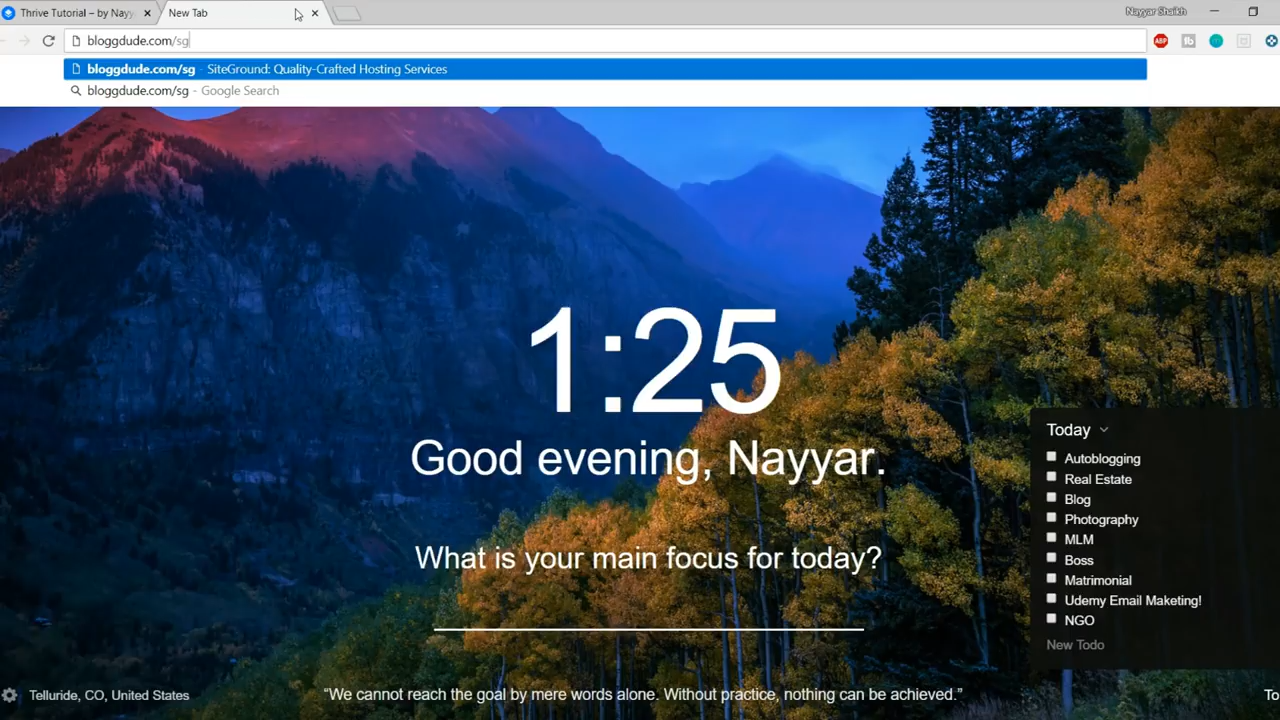 Thrive Tutorial – by Nayy
New Tab
Nayyar Shaikh
bloggdude.com/sg
bloggdude.com/sg - SiteGround: Quality-Crafted Hosting Services
bloggdude.com/sg - Google Search
ABP
1:25
Good evening, Nayyar.
What is your main focus for today?
Today
Autoblogging
Real Estate
Blog
Photography
MLM
Boss
Matrimonial
Udemy Email Maketing!
NGO
New Todo
Telluride, CO, United States
“We cannot reach the goal by mere words alone. Without practice, nothing can be achieved.”
To